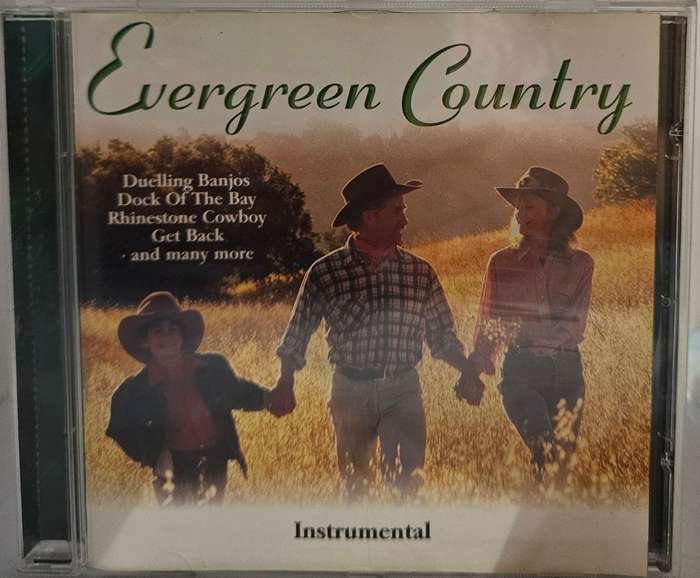 Evergreen Country
Duelling Banjos
Dock Of The Bay
Rhinestone Cowboy
Get Back
and many more
Instrumental